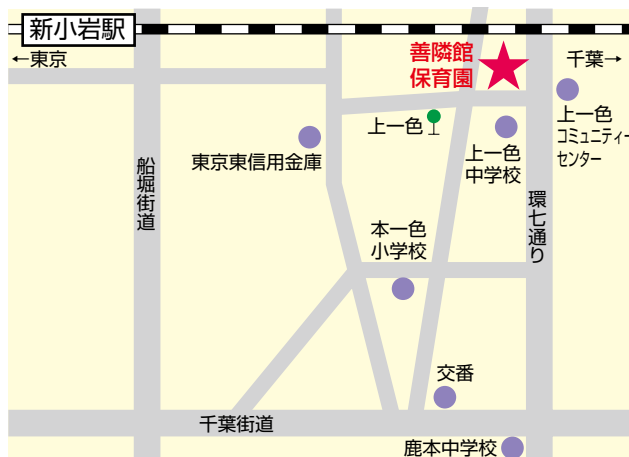 新小岩駅
←東京
善隣館
保育園
千葉→
上一色
上一色
中学校
上一色
コミュニティー
センター
東京東信用金庫
船堀街道
環七通り
本一色
小学校
交番
千葉街道
鹿本中学校